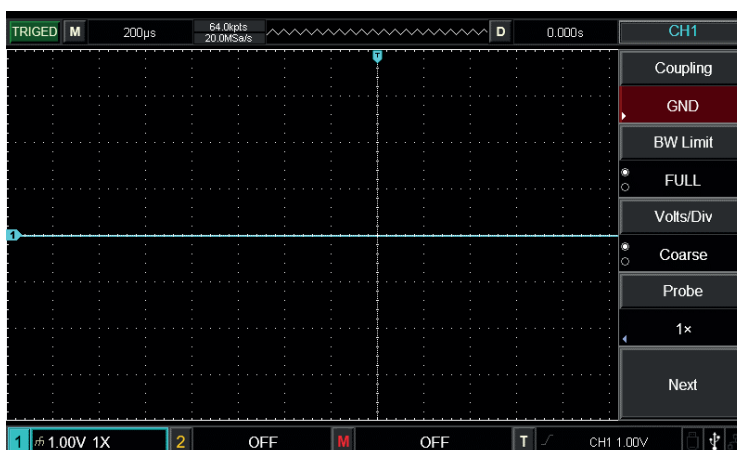 TRIGED M 200μs 64.0kpts D 0.000s CH1
20.0MSa/s
T
Coupling
GND
BW Limit
FULL
Volts/Div
1
Coarse
Probe
1×
Next
1 1.00V 1X 2 OFF M OFF T CH1 1.00V